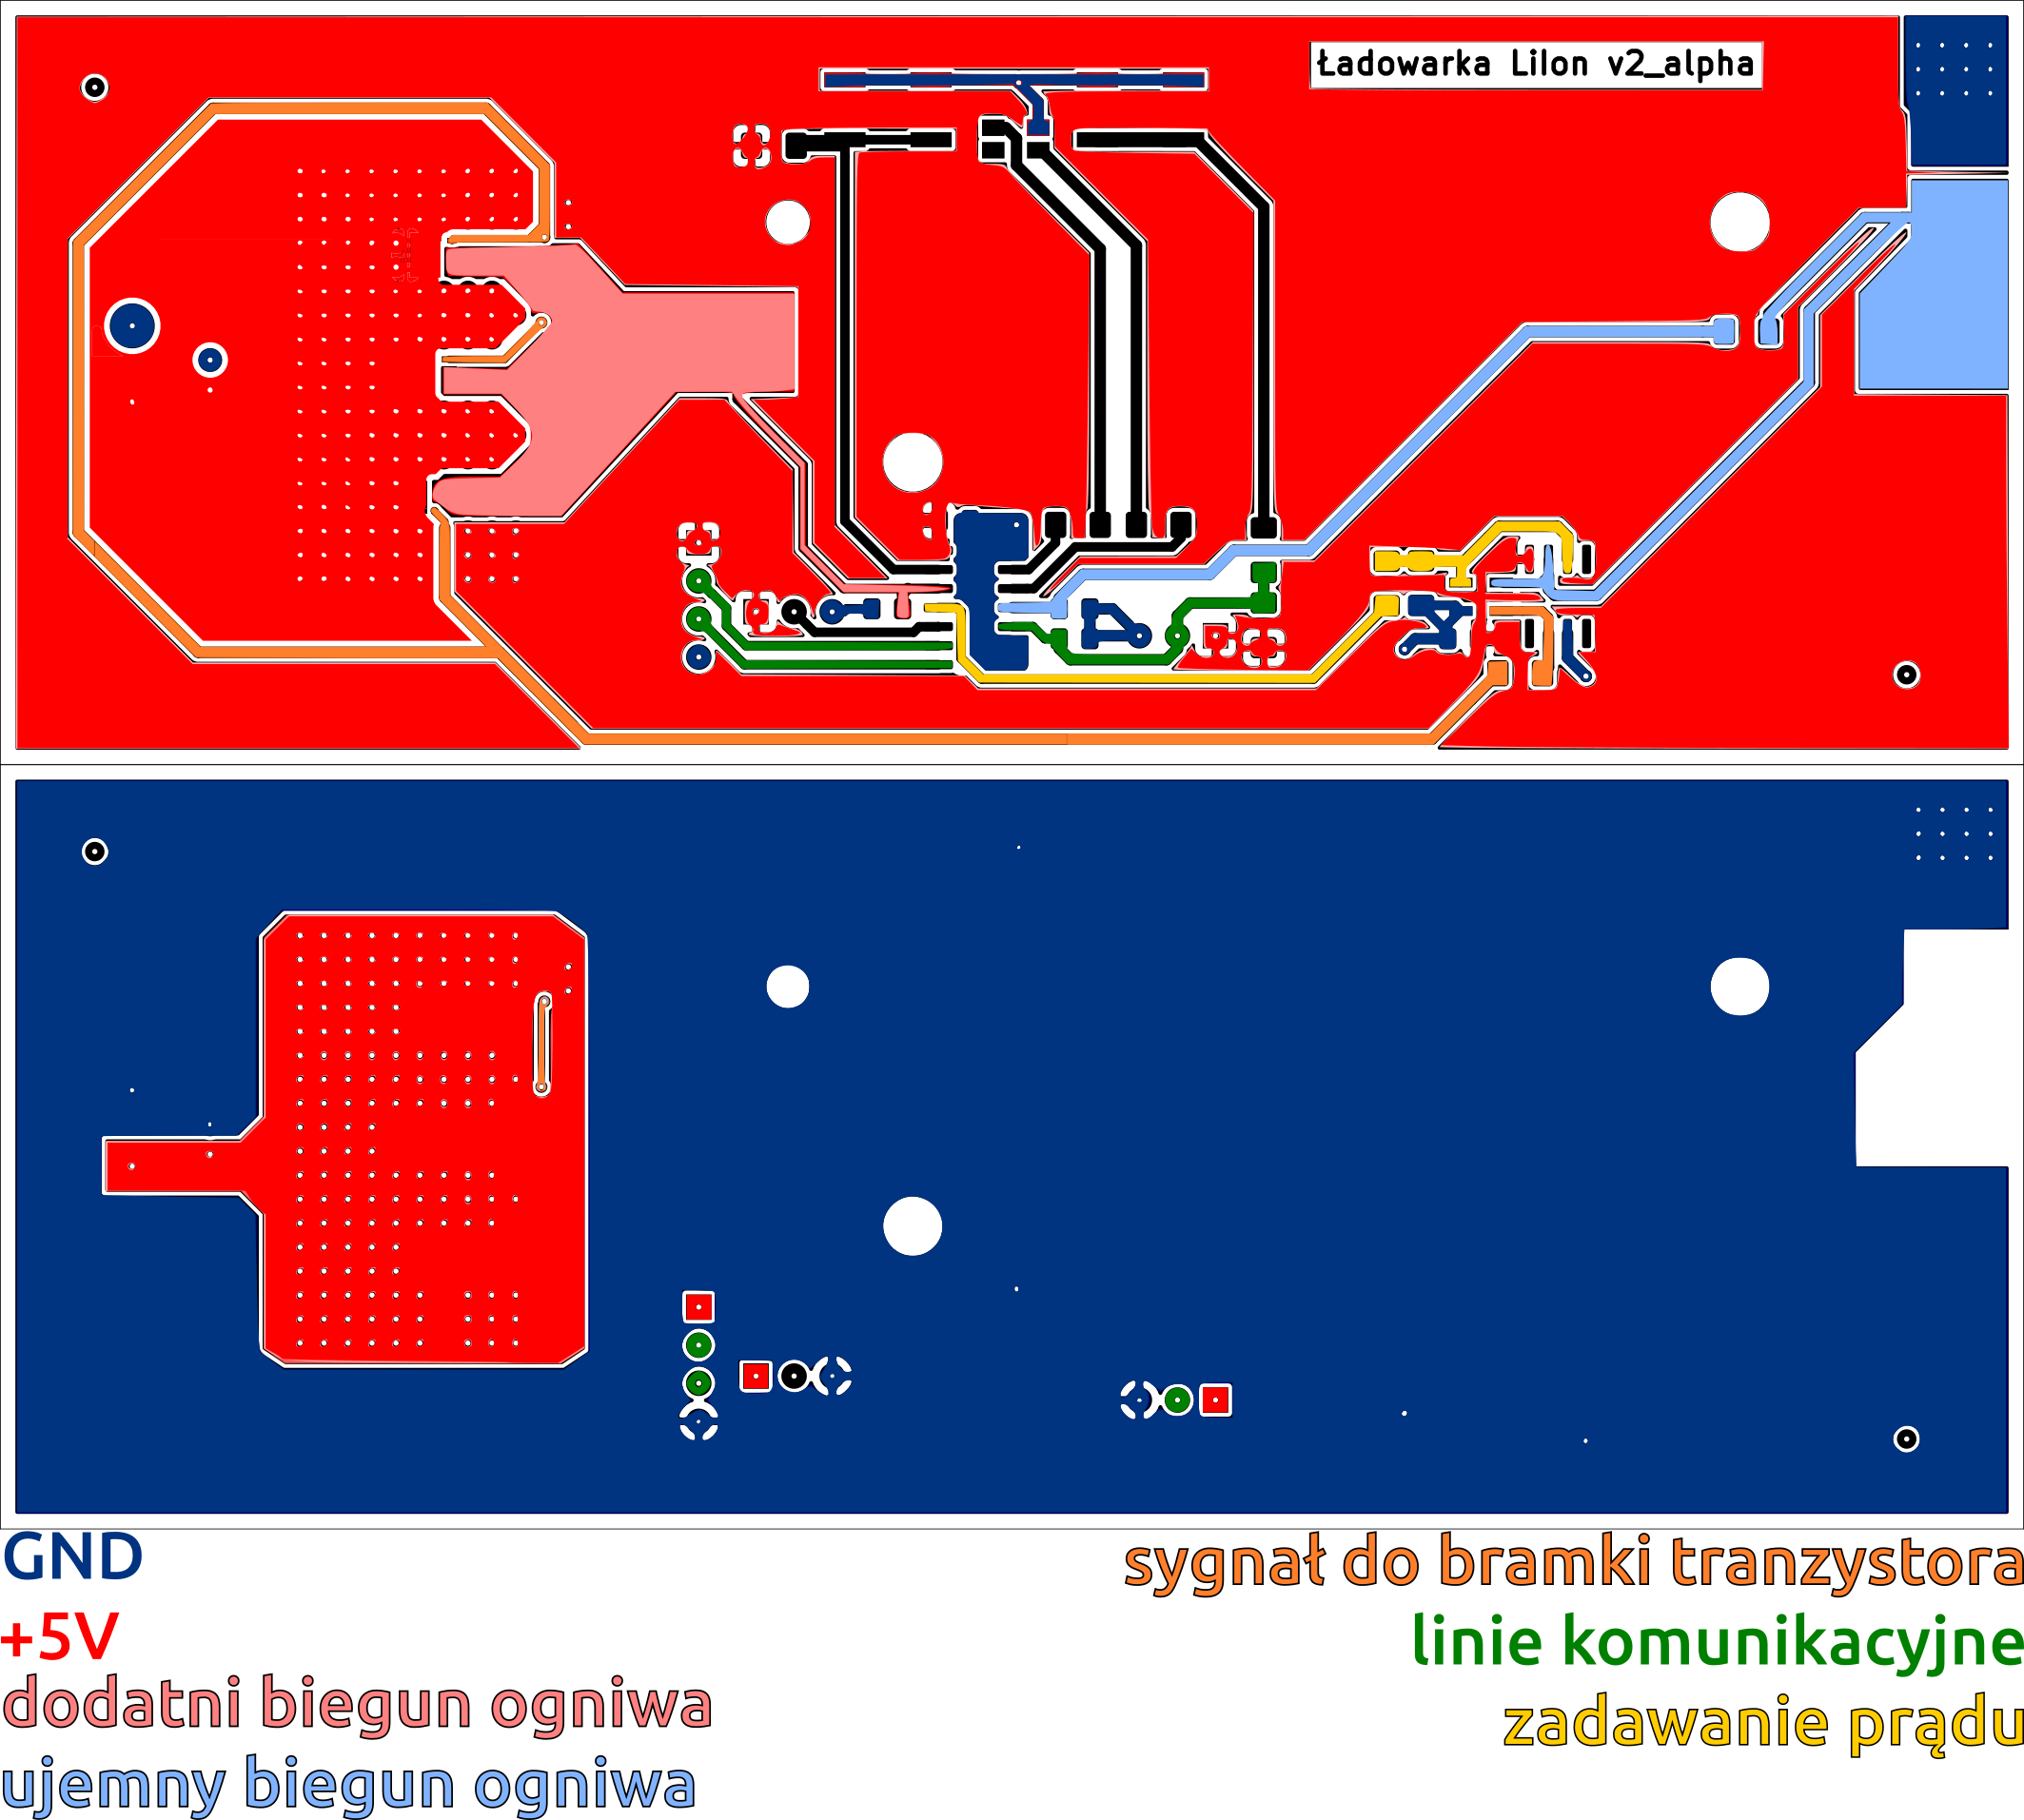 Ładowarka LiIon v2_alpha
GND
+5V
dodatni biegun ogniwa
ujemny biegun ogniwa
sygnał do bramki tranzystora
linie komunikacyjne
zadawanie prądu